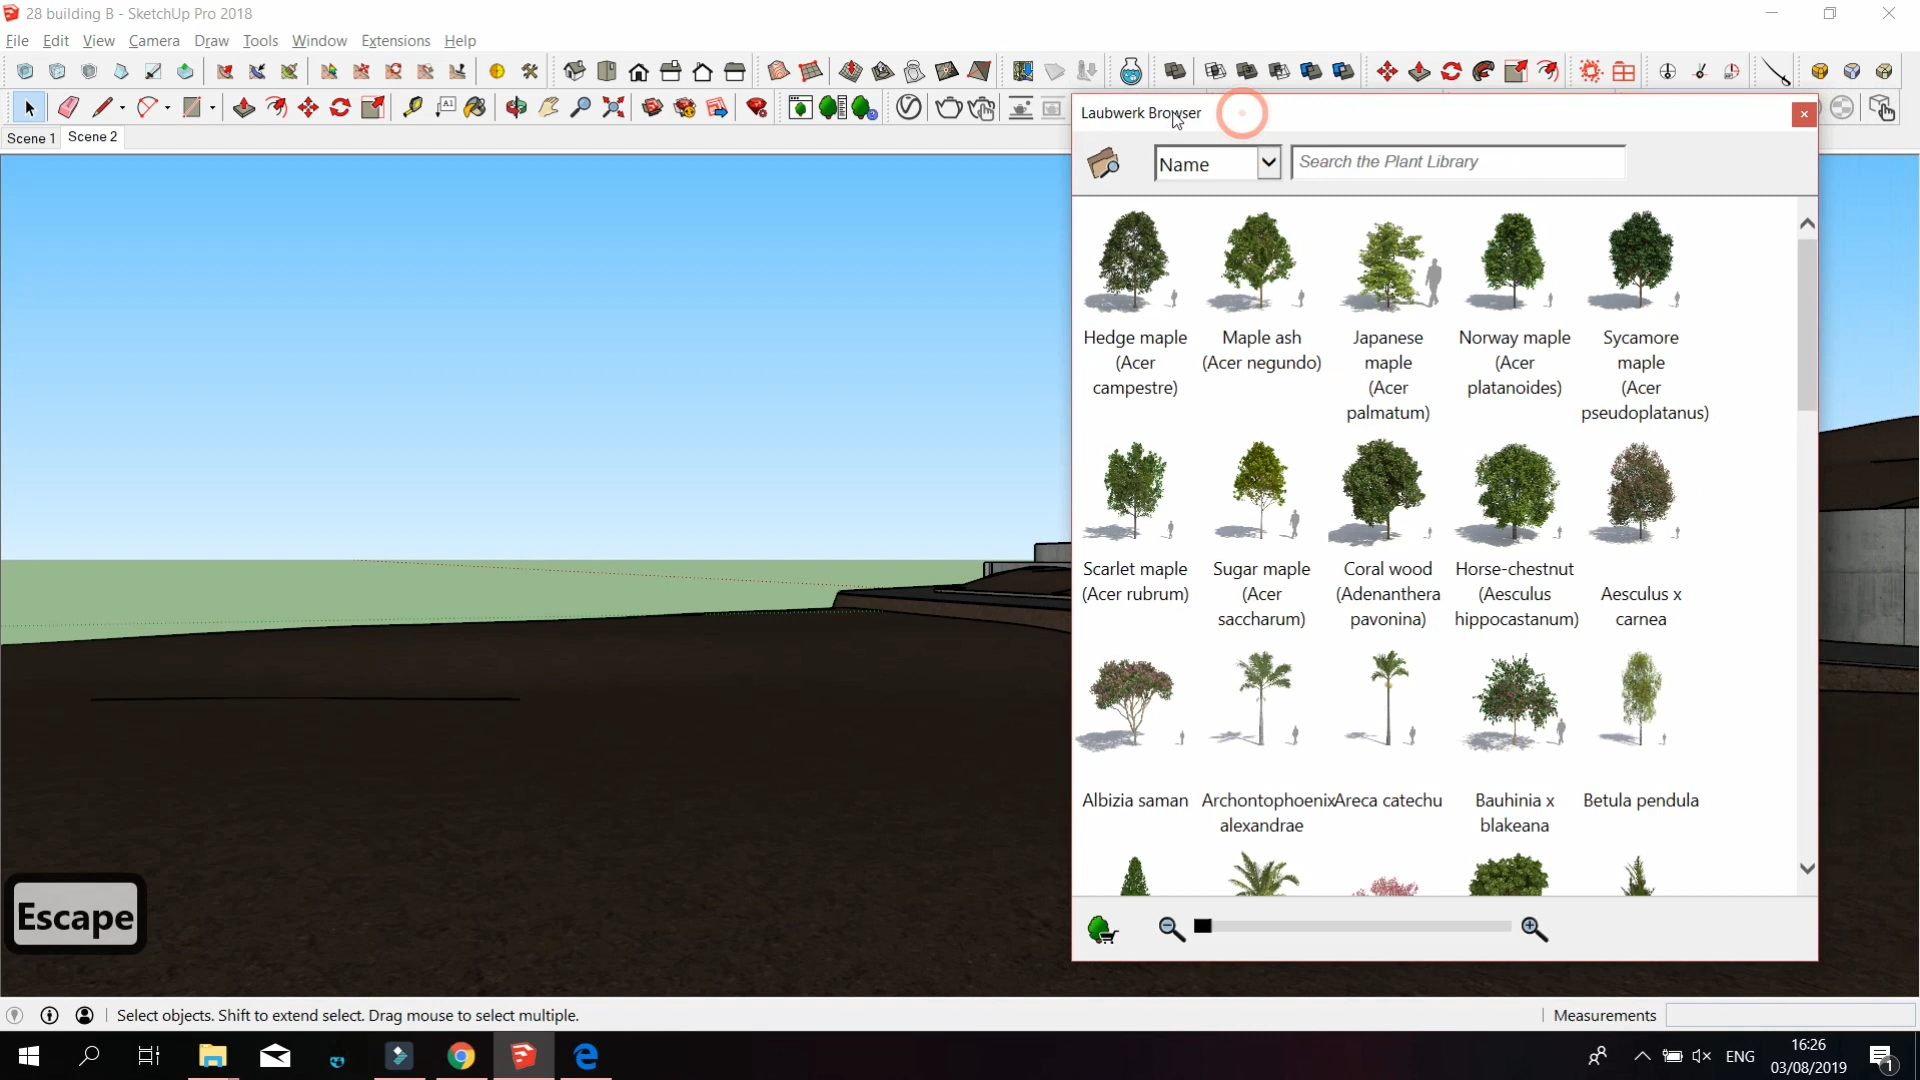 28 building B - SketchUp Pro 2018
File Edit View Camera Draw Tools Window Extensions Help
Scene 1 Scene 2
Laubwerk Browser
Name
Search the Plant Library
Hedge maple (Acer campestre)
Maple ash (Acer negundo)
Japanese maple (Acer palmatum)
Norway maple (Acer platanoides)
Sycamore maple (Acer pseudoplatanus)
Scarlet maple (Acer rubrum)
Sugar maple (Acer saccharum)
Coral wood (Adenanthera pavonina)
Horse-chestnut (Aesculus hippocastanum)
Aesculus x carnea
Albizia saman
Archontophoenix alexandrae
Areca catechu
Bauhinia x blakeana
Betula pendula
Escape
Select objects. Shift to extend select. Drag mouse to select multiple.
Measurements
ENG
16:26
03/08/2019
1